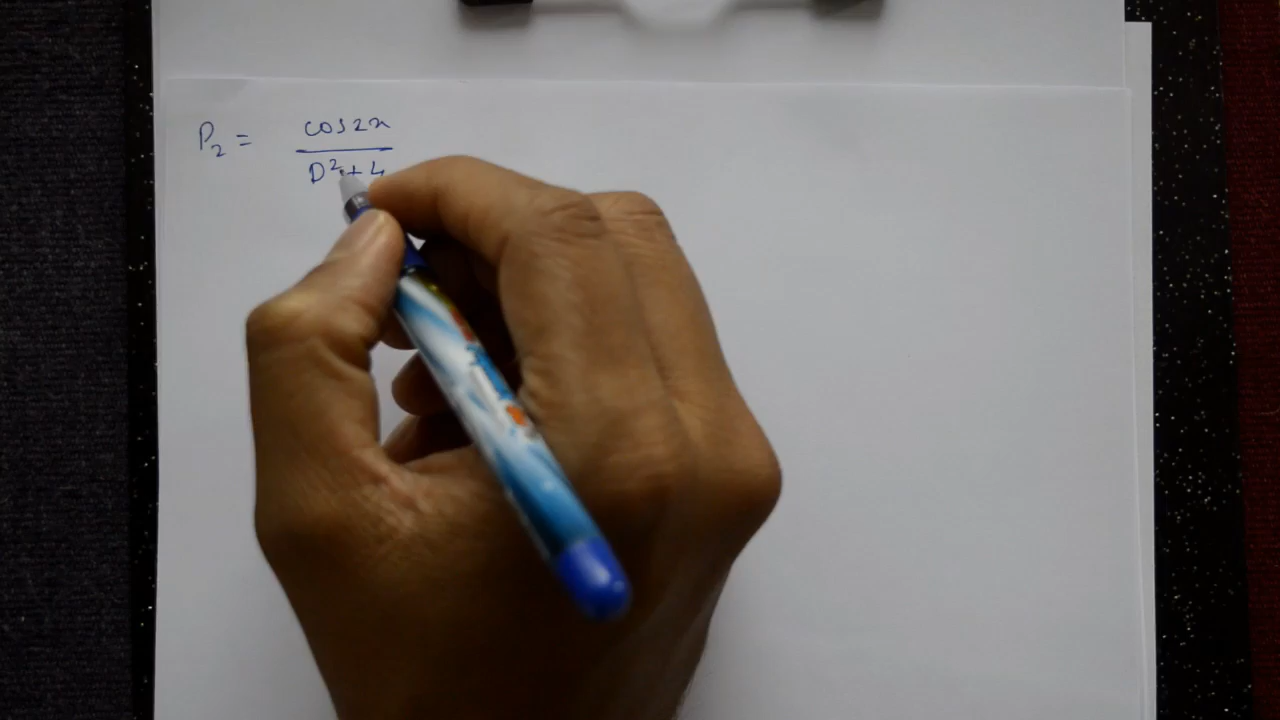 P₂ = cos2x / D² + 4